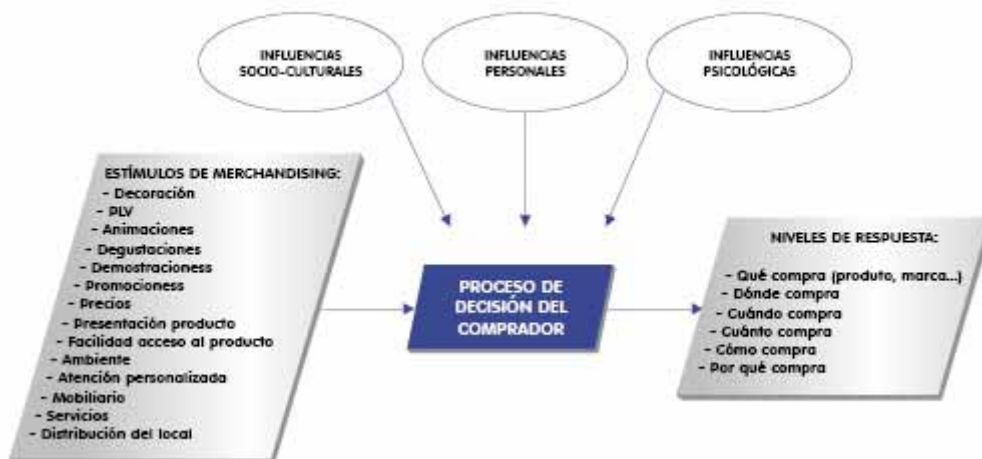 INFLUENCIAS
SOCIO-CULTURALES
INFLUENCIAS
PERSONALES
INFLUENCIAS
PSICOLÓGICAS
ESTÍMULOS DE MERCHANDISING:
- Decoración
- PLV
- Animaciones
- Degustaciones
- Demostracioness
- Promocioness
- Precios
- Presentación producto
- Facilidad acceso al producto
- Ambiente
- Atención personalizada
- Mobiliario
- Servicios
- Distribución del local
PROCESO DE
DECISIÓN DEL
COMPRADOR
NIVELES DE RESPUESTA:
- Qué compra (produto, marca...)
- Dónde compra
- Cuándo compra
- Cuánto compra
- Cómo compra
- Por qué compra